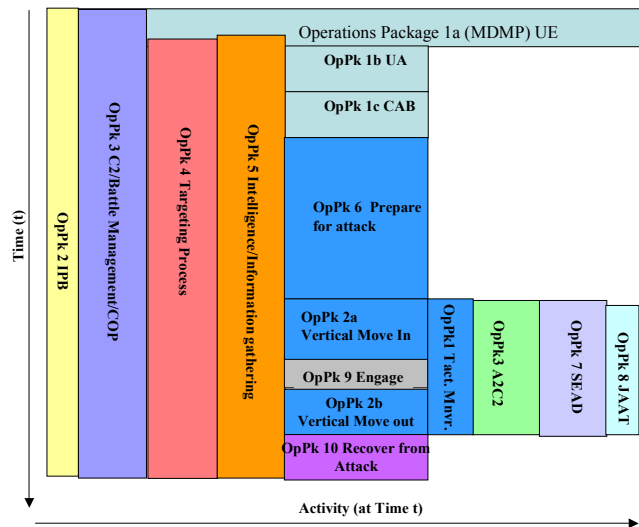 Operations Package 1a (MDMP) UE
OpPk 1b UA
OpPk 1c CAB
OpPk 6 Prepare
for attack
OpPk 2a
Vertical Move In
OpPk 9 Engage
OpPk 2b
Vertical Move out
OpPk 10 Recover from
Attack
Time (t)
OpPk 2 IPB
OpPk 3 C2/Battle Management/
COP
OpPk 4 Targeting Process
OpPk 5 Intelligence/Information gathering
OpPk1 Tact. Mnvr.
OpPk3 A2C2
OpPk 7 SEAD
OpPk 8 JAAT
Activity (at Time t)